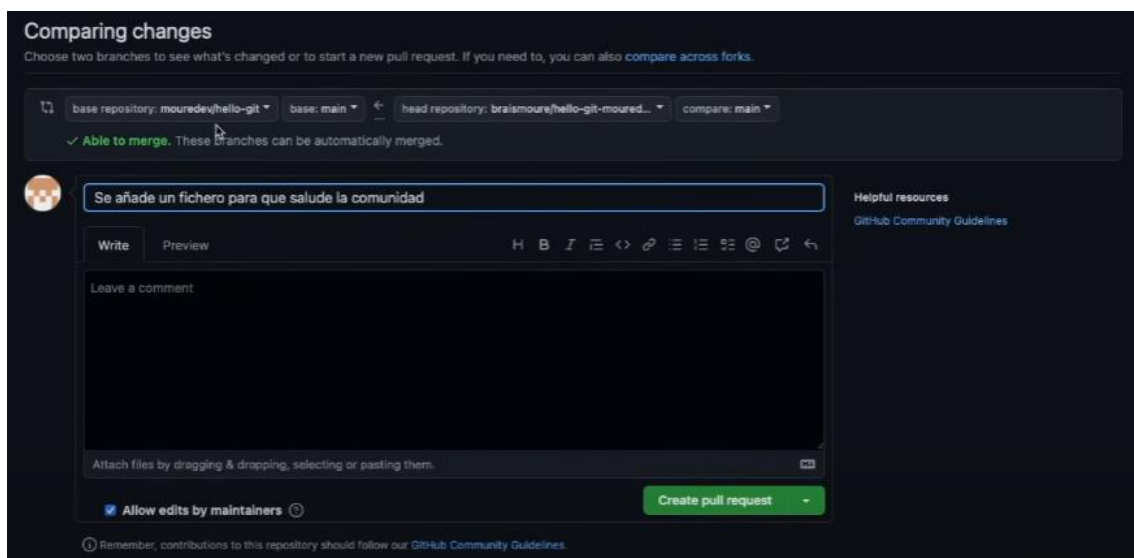 Comparing changes
Choose two branches to see what's changed or to start a new pull request. If you need to, you can also compare across forks.
base repository: mouredev/hello-git base: main head repository: braismoure/hello-git-moured... compare: main
Able to merge. These branches can be automatically merged.
Se añade un fichero para que salude la comunidad
Helpful resources
GitHub Community Guidelines
Write Preview
Leave a comment
Attach files by dragging & dropping, selecting or pasting them.
Allow edits by maintainers
Create pull request
Remember, contributions to this repository should follow our GitHub Community Guidelines.